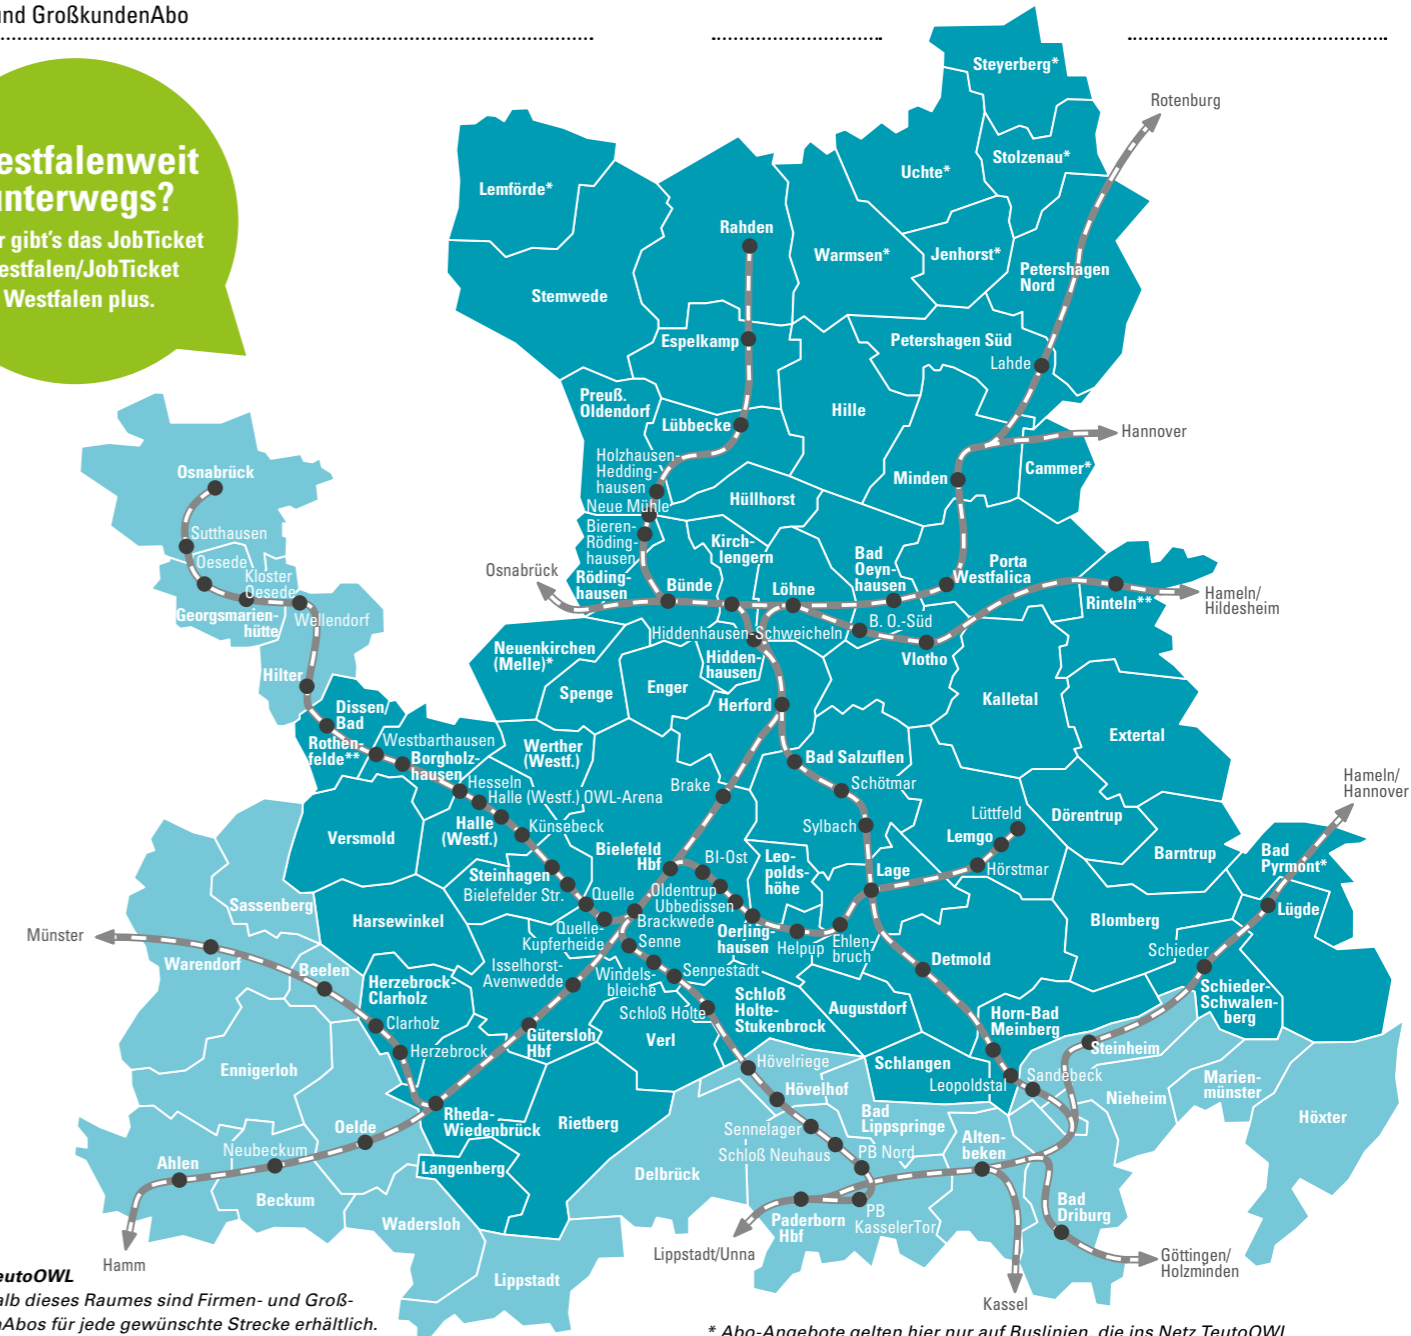 und GroßkundenAbo
estfalenweit
unterwegs?
r gibt's das JobTicket
estfalen/JobTicket
Westfalen plus.
Steyerberg*
Rotenburg
Lemförde*
Uchte*
Stolzenau*
Rahden
Warmsen*
Jenhorst*
Petershagen
Nord
Stemwede
Espelkamp
Petershagen Süd
Lahde
Preuß.
Oldendorf
Lübbecke
Hille
Hannover
Holzhausen-
Hedding-
hausen
Neue Mühle
Minden
Cammer*
Hüllhorst
Bieren-
Röding-
hausen
Röding-
hausen
Kirch-
lengern
Bünde
Löhne
Bad
Oeyn-
hausen
Porta
Westfalica
Rinteln**
Hameln/
Hildesheim
Osnabrück
Osnabrück
Sutthausen
Oesede
Kloster
Oesede
Georgsmarien-
hütte
Wellendorf
Hilter
Hiddenhausen-Schweicheln
B. O.-Süd
Vlotho
Neuenkirchen
(Melle)*
Spenge
Enger
Hidden-
hausen
Herford
Kalletal
Extertal
Dissen/
Bad
Rothen-
felde**
Westbarthausen
Borgholz-
hausen
Werther
(Westf.)
Bad Salzuflen
Schötmar
Hesseln
Halle (Westf.) OWL-Arena
Brake
Hameln/
Hannover
Versmold
Halle
(Westf.)
Künsebeck
Sylbach
Lüttfeld
Lemgo
Hörstmar
Dörentrup
Barntrup
Bad
Pyrmont*
Lügde
Steinhagen
Bielefelder Str.
Bielefeld
Hbf
BI-Ost
Leo-
polds-
höhe
Lage
Oldentrup
Ubbedissen
Quelle
Brackwede
Quelle-
Kupferheide
Oerling-
hausen
Helpup
Ehlen-
bruch
Sassenberg
Harsewinkel
Blomberg
Schieder
Schieder-
Schwalen-
berg
Münster
Warendorf
Beelen
Herzebrock-
Clarholz
Isselhorst-
Avenwedde
Senne
Windels-
bleiche
Sennestadt
Detmold
Clarholz
Herzebrock
Gütersloh
Hbf
Schloß Holte
Verl
Schloß
Holte-
Stukenbrock
Augustdorf
Horn-Bad
Meinberg
Steinheim
Ennigerloh
Hövelriege
Hövelhof
Schlangen
Leopoldstal
Sandebeck
Nieheim
Marien-
münster
Höxter
Rheda-
Wiedenbrück
Rietberg
Oelde
Neubeckum
Ahlen
Beckum
Langenberg
Wadersloh
Delbrück
Sennelager
Schloß Neuhaus
Bad
Lippspringe
PB Nord
Alten-
beken
Paderborn
Hbf
PB
KasselerTor
Bad
Driburg
Hamm
Lippstadt
Lippstadt/Unna
Kassel
Göttingen/
Holzminden
eutoOWL
alb dieses Raumes sind Firmen- und Groß-
nAbos für jede gewünschte Strecke erhältlich.
* Abo-Angebote gelten hier nur auf Buslinien, die ins Netz TeutoOWL